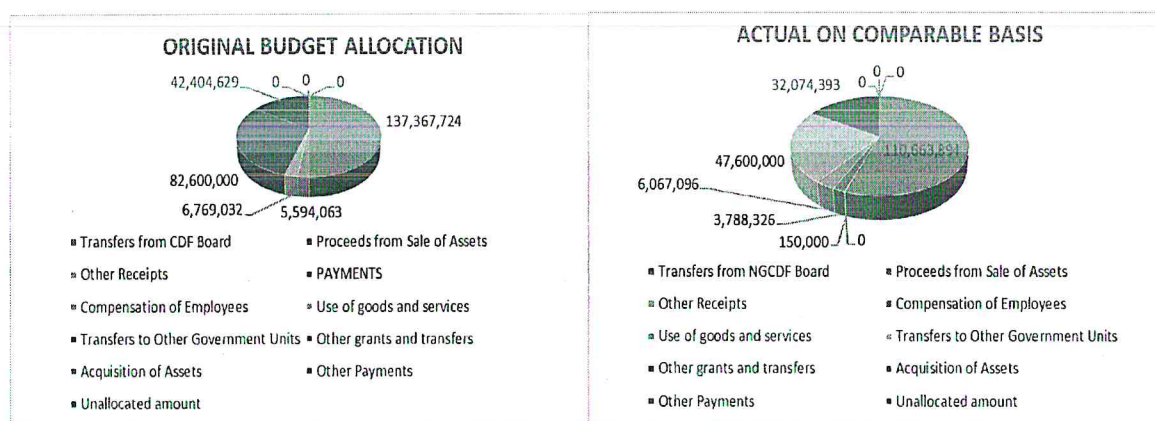 ORIGINAL BUDGET ALLOCATION
0 0 0
42,404,629
137,367,724
82,600,000
6,769,032
5,594,063
Transfers from CDF Board
Proceeds from Sale of Assets
Other Receipts
PAYMENTS
Compensation of Employees
Use of goods and services
Transfers to Other Government Units
Other grants and transfers
Acquisition of Assets
Other Payments
Unallocated amount
ACTUAL ON COMPARABLE BASIS
0
0 0
32,074,393
110,663,891
47,600,000
6,067,096
3,788,326
150,000
0
Transfers from NGCDF Board
Proceeds from Sale of Assets
Other Receipts
Compensation of Employees
Use of goods and services
Transfers to Other Government Units
Other grants and transfers
Acquisition of Assets
Other Payments
Unallocated amount